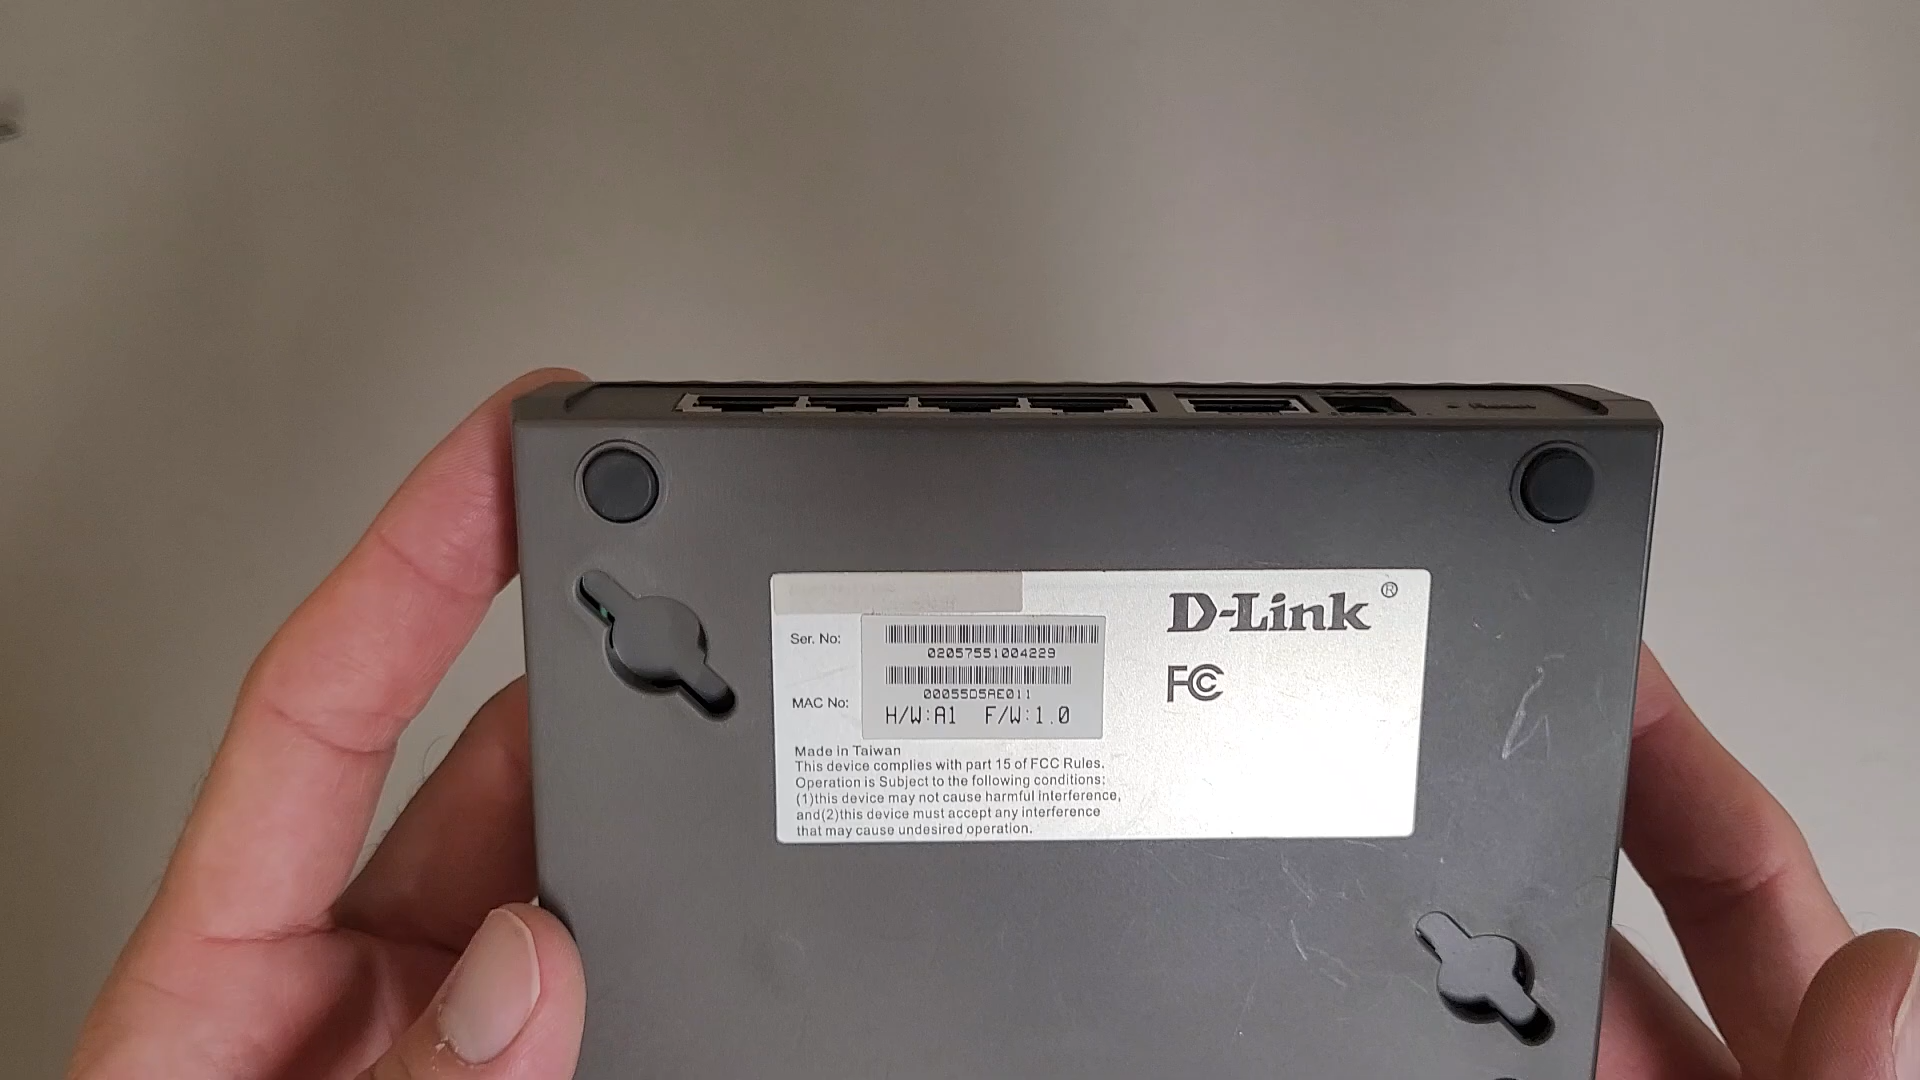 D-Link®
FC
Ser. No:
02057551004229
00055D5AE011
MAC No:
H/W:A1 F/W:1.0
Made in Taiwan
This device complies with part 15 of FCC Rules.
Operation is Subject to the following conditions:
(1)this device may not cause harmful interference,
and(2)this device must accept any interference
that may cause undesired operation.